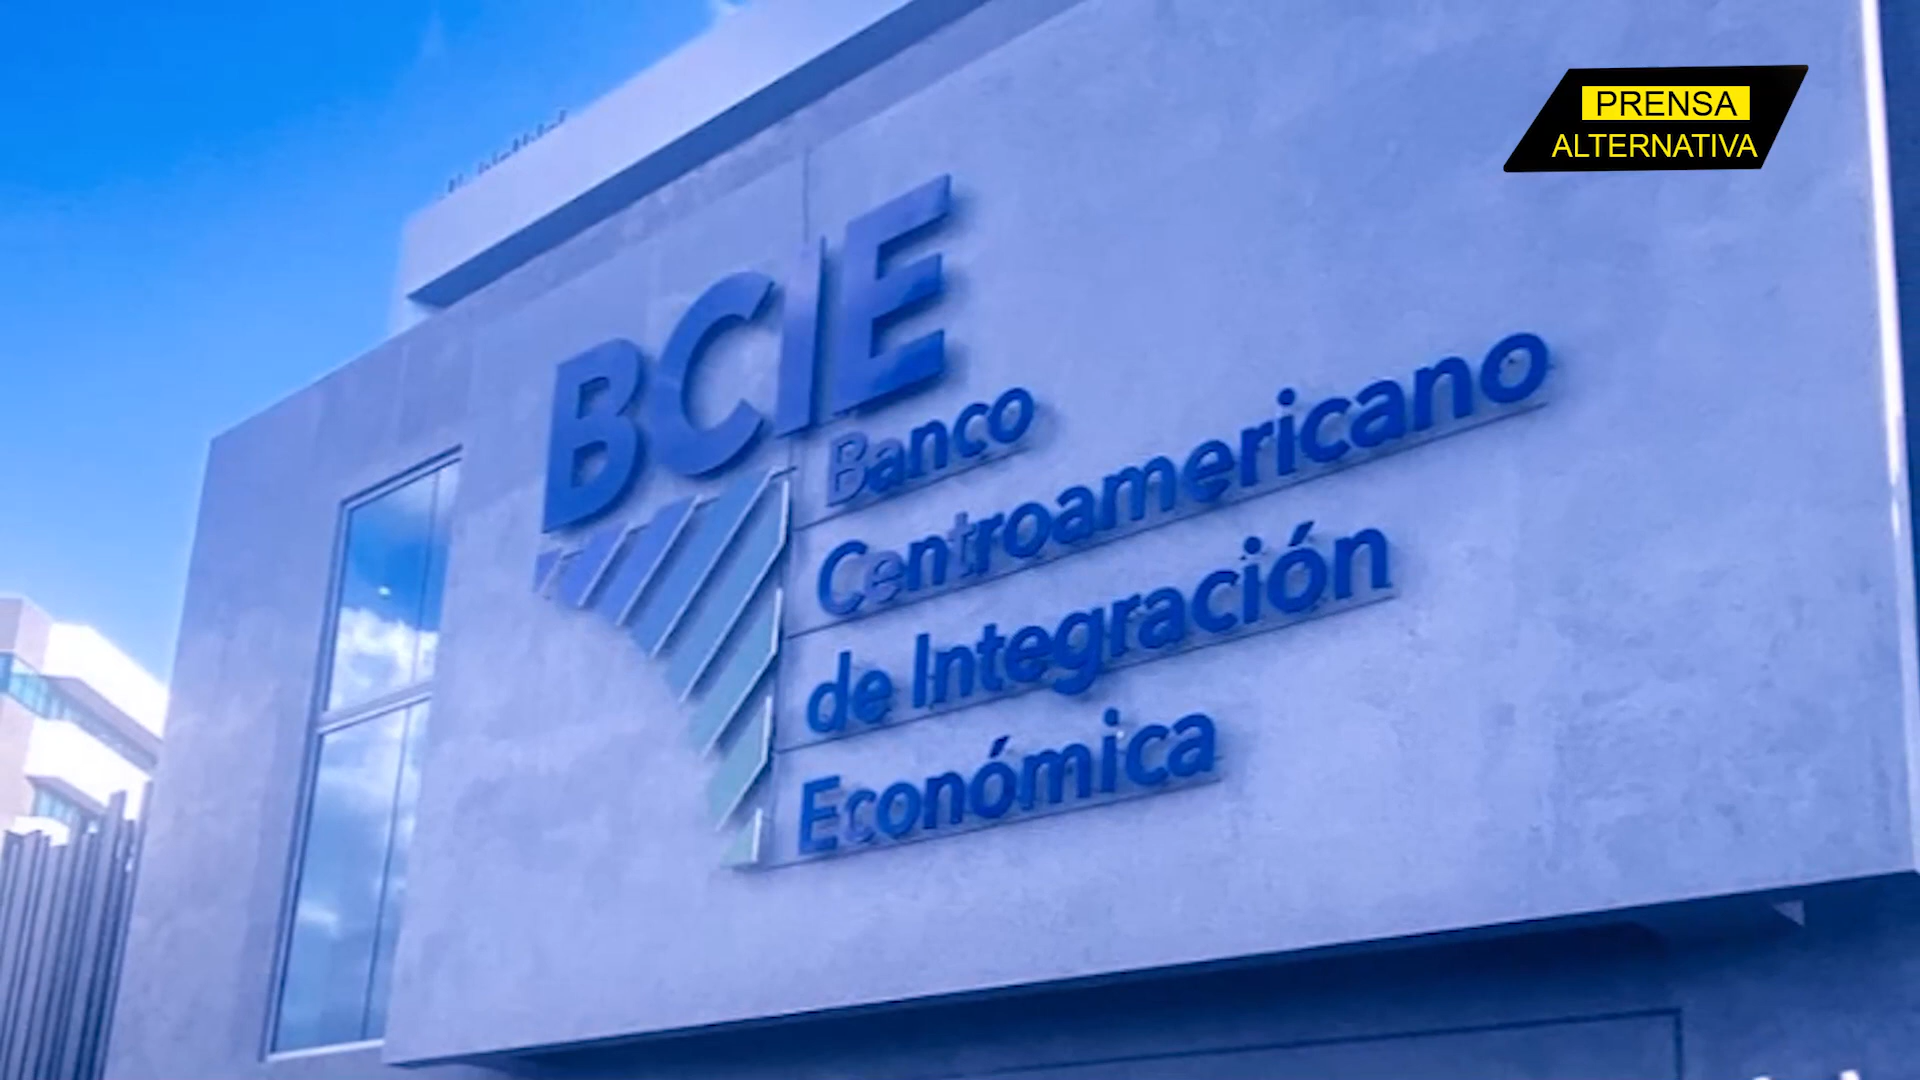 PRENSA
ALTERNATIVA
BCIE
Banco
Centroamericano
de Integración
Económica